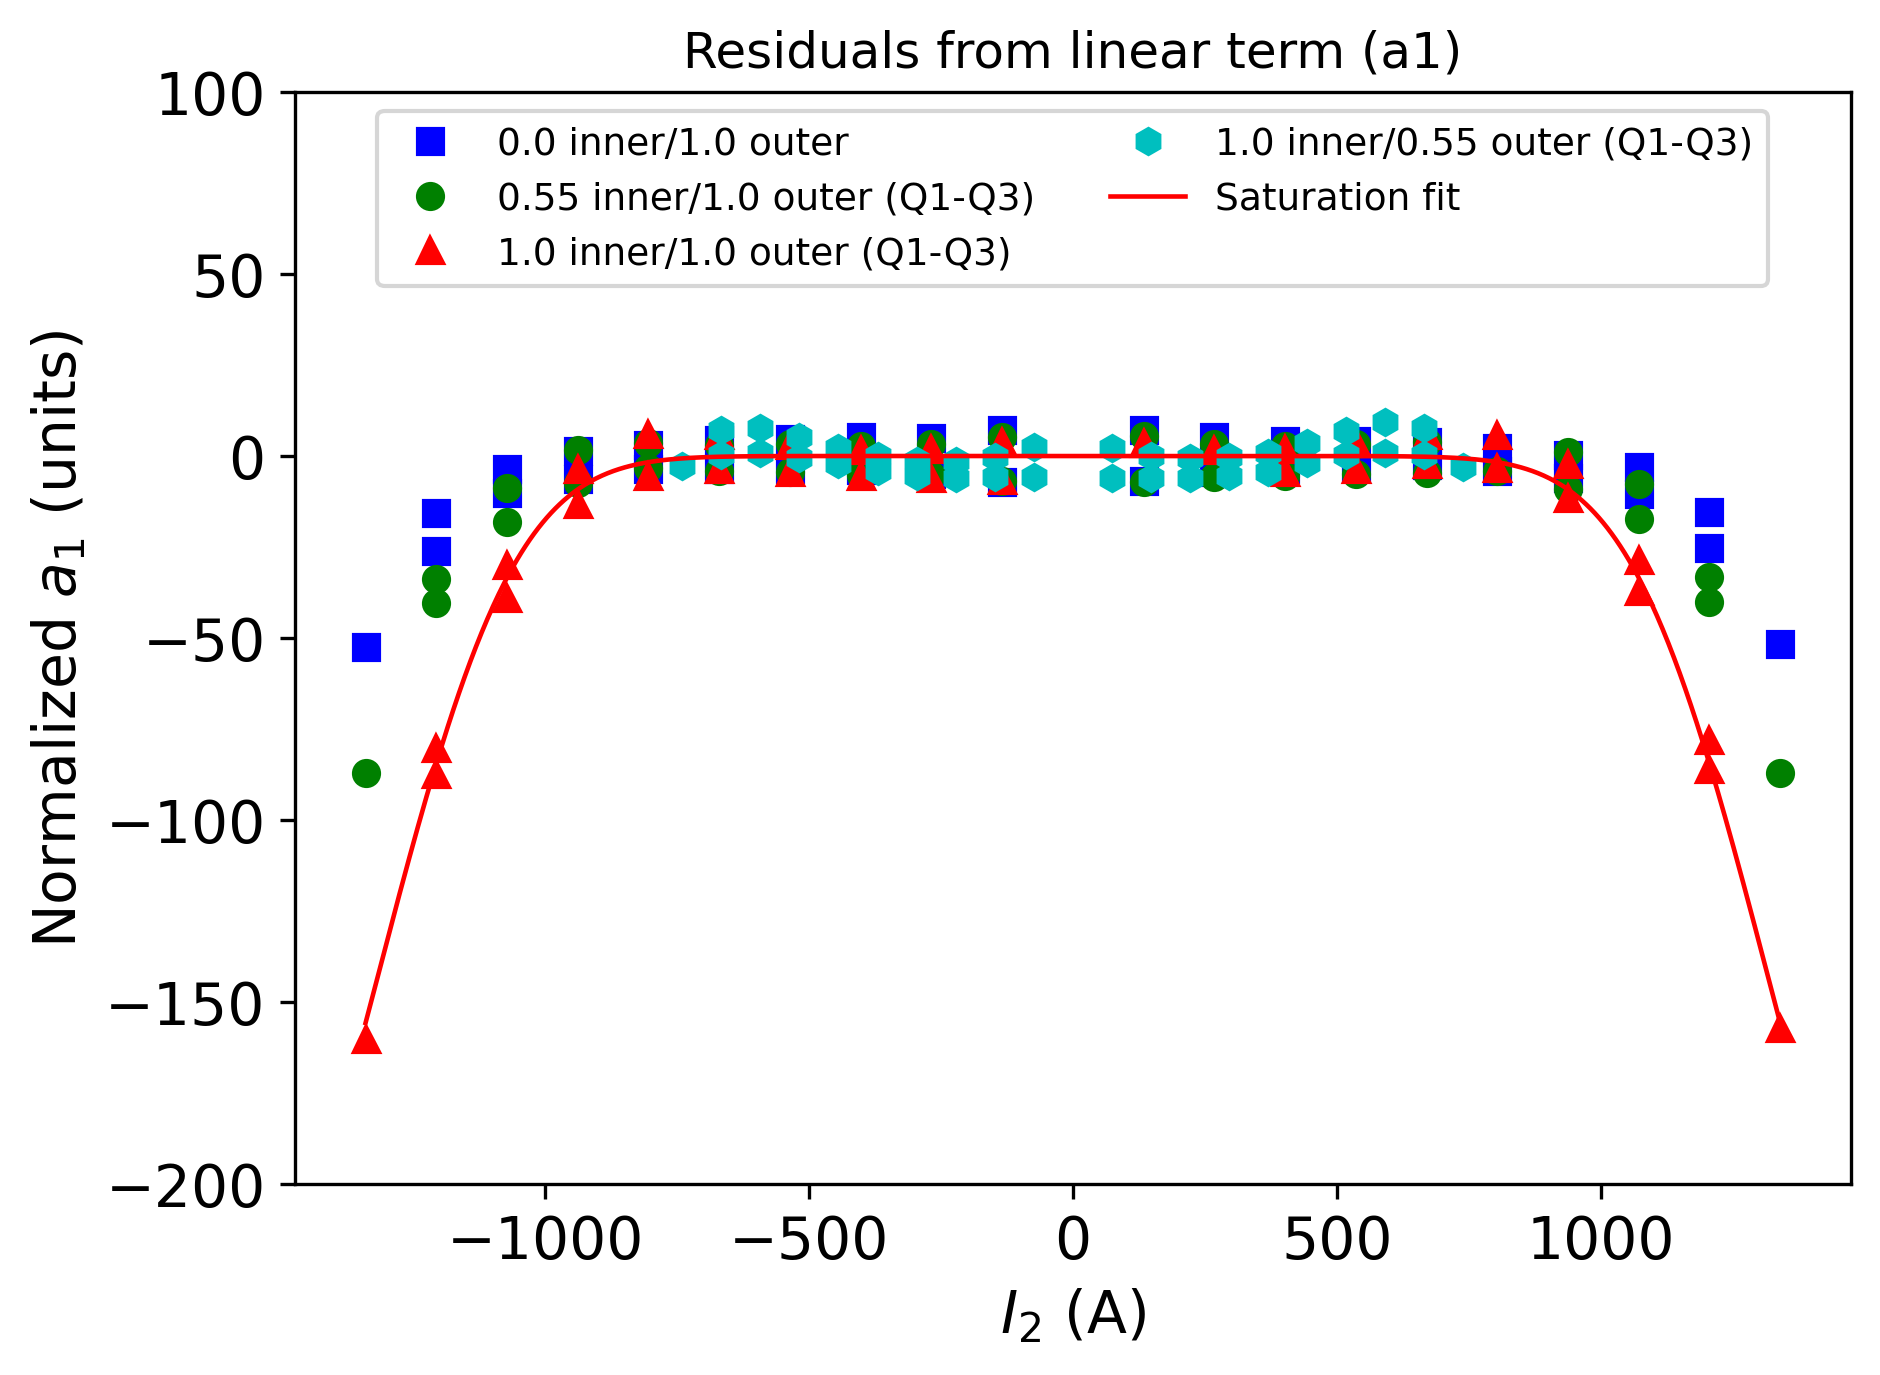 Residuals from linear term (a1)
100
50
0
−50
−100
−150
−200
Normalized a₁ (units)
0.0 inner/1.0 outer
0.55 inner/1.0 outer (Q1-Q3)
1.0 inner/1.0 outer (Q1-Q3)
1.0 inner/0.55 outer (Q1-Q3)
Saturation fit
−1000 −500 0 500 1000
I₂ (A)